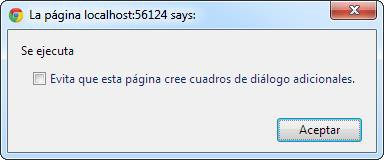 La página localhost:56124 says:
Se ejecuta
Evita que esta página cree cuadros de diálogo adicionales.
Aceptar